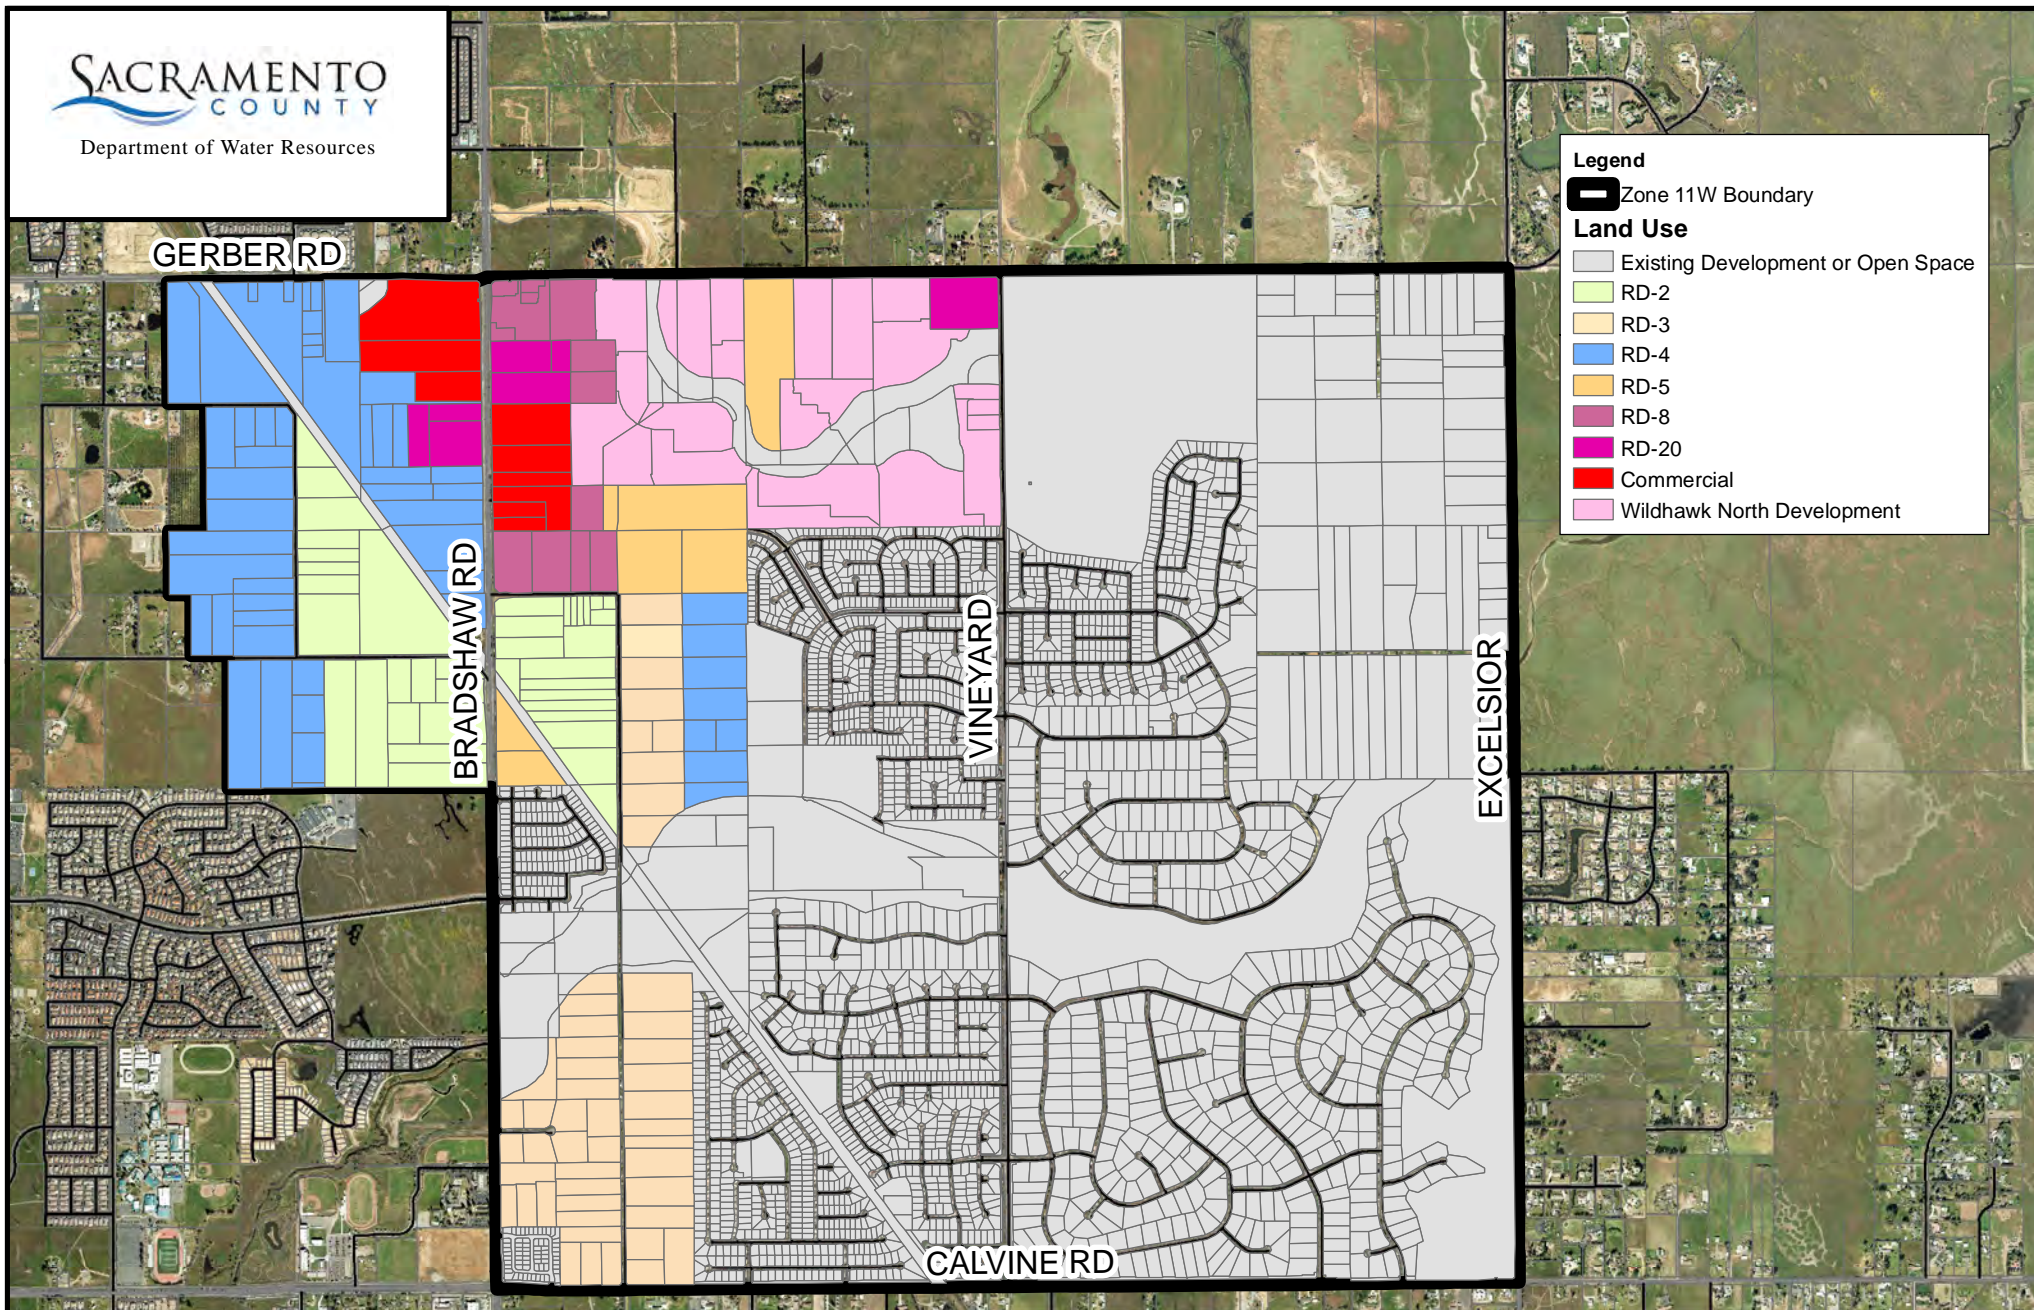 SACRAMENTO
COUNTY
Department of Water Resources
Legend
Zone 11W Boundary
Land Use
Existing Development or Open Space
RD-2
RD-3
RD-4
RD-5
RD-8
RD-20
Commercial
Wildhawk North Development
GERBER RD
BRADSHAW RD
VINEYARD
EXCELSIOR
CALVINE RD